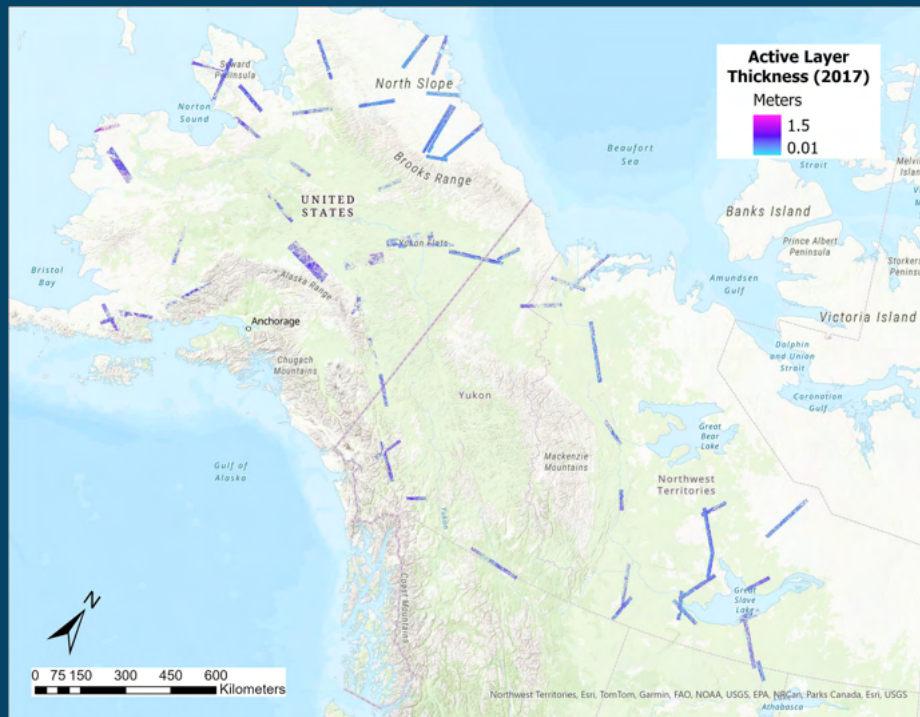 Active Layer
Thickness (2017)
Meters
1.5
0.01
Seward
Peninsula
North Slope
Norton
Sound
Brooks Range
Beaufort
Sea
Strait
Banks Island
Prince Albert
Peninsula
UNITED
STATES
Yukon Flats
Amundsen
Gulf
Victoria Island
Bristol
Bay
Alaska Range
Anchorage
Chugach
Mountains
Dolphin
and Union
Strait
Coronation
Gulf
Yukon
Great
Bear
Lake
Mackenzie
Mountains
Northwest
Territories
Gulf of
Alaska
Yukon
Coast Mountains
Great
Slave
Lake
N
0 75 150 300 450 600
Kilometers
Lake
Athabasca
Northwest Territories, Esri, TomTom, Garmin, FAO, NOAA, USGS, EPA, NRCan, Parks Canada, Esri, USGS